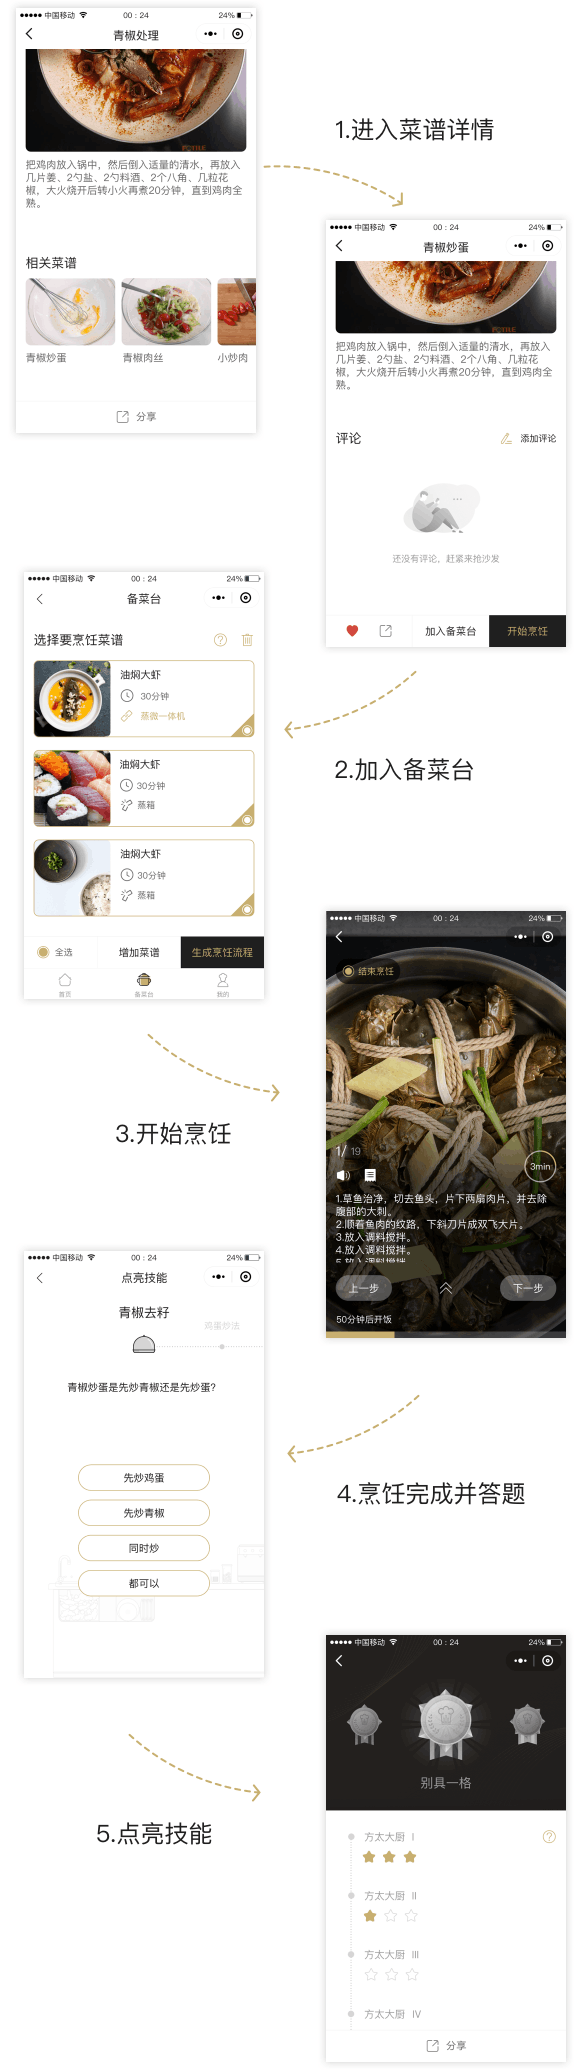 中国移动 00 : 24 24%
青椒处理
把鸡肉放入锅中，然后倒入适量的清水，再放入
几片姜、2勺盐、2勺料酒、2个八角、几粒花
椒，大火烧开后转小火再煮20分钟，直到鸡肉全
熟。
相关菜谱
青椒炒蛋 青椒肉丝 小炒肉
分享
1.进入菜谱详情
中国移动 00 : 24 24%
青椒炒蛋
把鸡肉放入锅中，然后倒入适量的清水，再放入
几片姜、2勺盐、2勺料酒、2个八角、几粒花
椒，大火烧开后转小火再煮20分钟，直到鸡肉全
熟。
评论 添加评论
还没有评论，赶紧来抢沙发
加入备菜台 开始烹饪
2.加入备菜台
中国移动 00 : 24 24%
备菜台
选择要烹饪菜谱
油焖大虾
30分钟
蒸微一体机
油焖大虾
30分钟
蒸箱
油焖大虾
30分钟
蒸箱
全选 增加菜谱 生成烹饪流程
首页 备菜台 我的
3.开始烹饪
中国移动 00 : 24 24%
结束烹饪
1/ 19
3min
1.草鱼治净，切去鱼头，片下两扇肉片，并去除
腹部的大刺。
2.顺着鱼肉的纹路，下斜刀片成双飞大片。
3.放入调料搅拌。
4.放入调料搅拌。
5.放入调料搅拌。
上一步 下一步
50分钟后开饭
4.烹饪完成并答题
中国移动 00 : 24 24%
点亮技能
青椒去籽
鸡蛋炒法
青椒炒蛋是先炒青椒还是先炒蛋?
先炒鸡蛋
先炒青椒
同时炒
都可以
5.点亮技能
中国移动 00 : 24 24%
别具一格
方太大厨 I
方太大厨 II
方太大厨 III
方太大厨 IV
分享